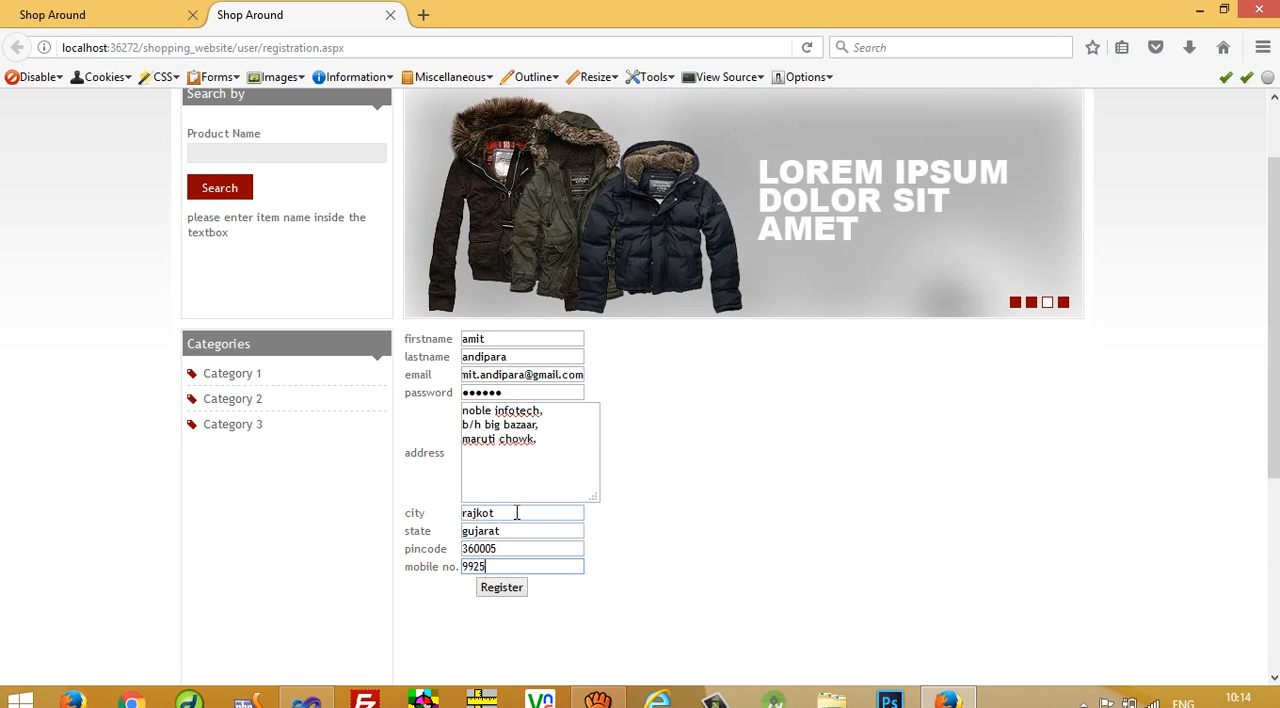 Shop Around
Shop Around
localhost:36272/shopping_website/user/registration.aspx
Search
Disable Cookies CSS Forms Images Information Miscellaneous Outline Resize Tools View Source Options
Search by
Product Name
Search
please enter item name inside the
textbox
LOREM IPSUM
DOLOR SIT
AMET
Categories
Category 1
Category 2
Category 3
firstname amit
lastname andipara
email mit.andipara@gmail.com
password ••••••
address
noble infotech,
b/h big bazaar,
maruti chowk,
city rajkot
state gujarat
pincode 360005
mobile no. 9925
Register
Ps
ENG
10:14